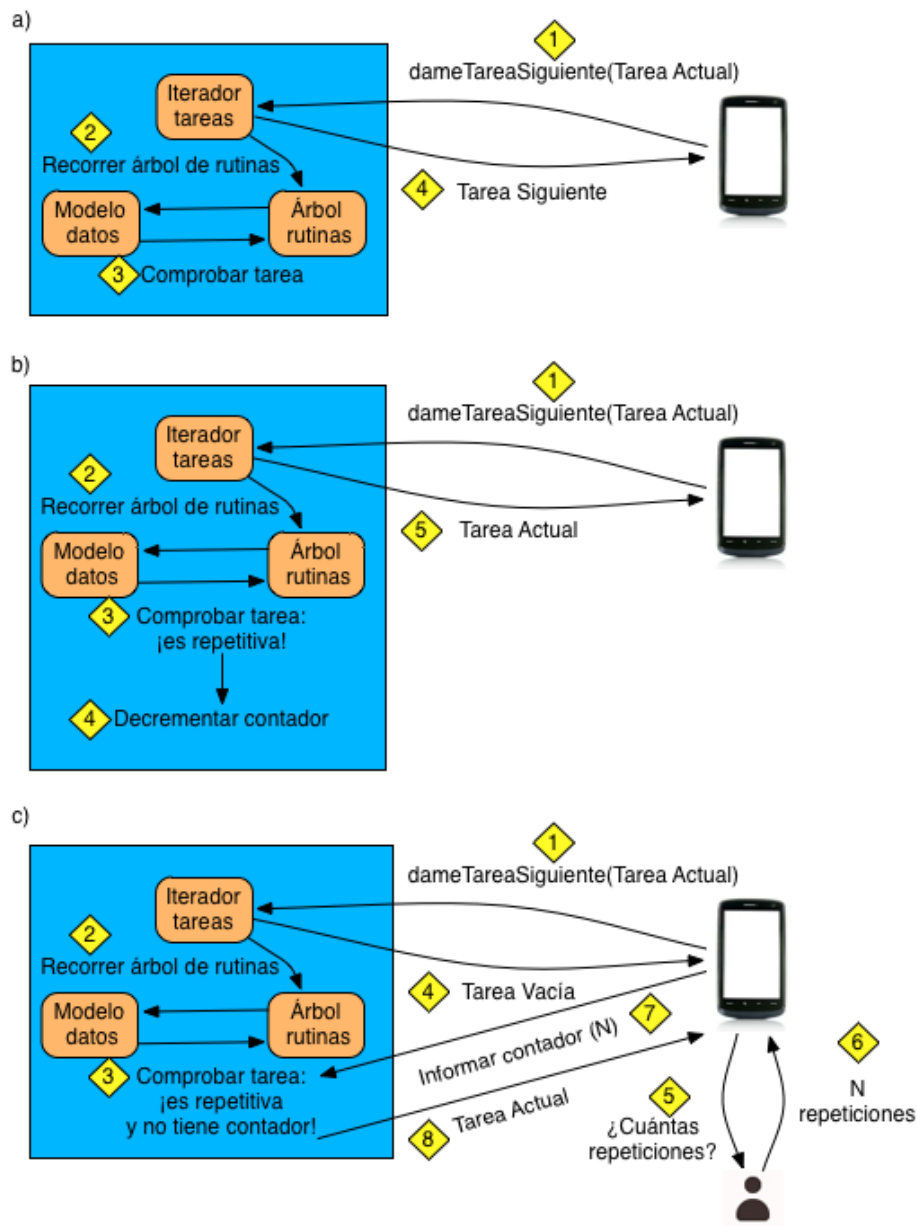 a)
1
dameTareaSiguiente(Tarea Actual)
Iterador
tareas
2
Recorrer árbol de rutinas
4
Tarea Siguiente
Modelo
datos
Árbol
rutinas
3
Comprobar tarea
b)
1
dameTareaSiguiente(Tarea Actual)
Iterador
tareas
2
Recorrer árbol de rutinas
5
Tarea Actual
Modelo
datos
Árbol
rutinas
3
Comprobar tarea:
¡es repetitiva!
4
Decrementar contador
c)
1
dameTareaSiguiente(Tarea Actual)
Iterador
tareas
2
Recorrer árbol de rutinas
4
Tarea Vacía
Modelo
datos
Árbol
rutinas
7
Informar contador (N)
3
Comprobar tarea:
¡es repetitiva
y no tiene contador!
8
Tarea Actual
5
¿Cuántas
repeticiones?
6
N
repeticiones